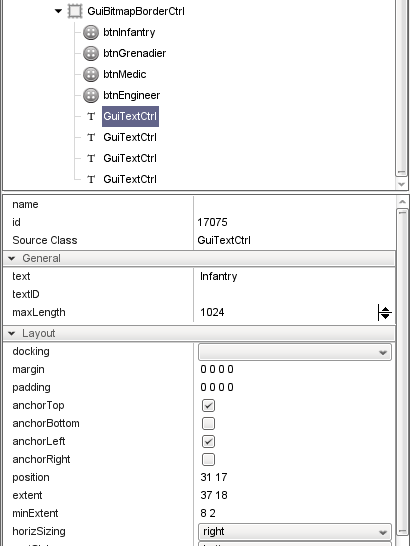 GuiBitmapBorderCtrl
btnInfantry
btnGrenadier
btnMedic
btnEngineer
T GuiTextCtrl
T GuiTextCtrl
T GuiTextCtrl
T GuiTextCtrl
name
id 17075
Source Class GuiTextCtrl
General
text Infantry
textID
maxLength 1024
Layout
docking
margin 0 0 0 0
padding 0 0 0 0
anchorTop
anchorBottom
anchorLeft
anchorRight
position 31 17
extent 37 18
minExtent 8 2
horizSizing right